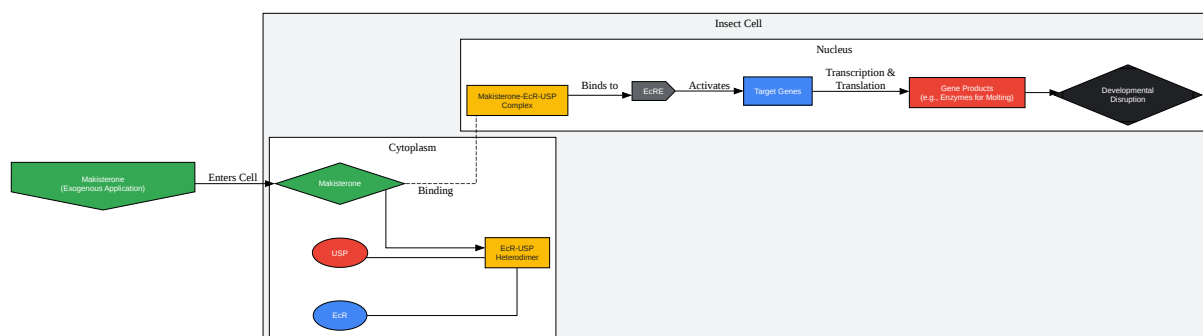 Insect Cell
Nucleus
Makisterone-EcR-USP
Complex
Binds to
EcRE
Activates
Target Genes
Transcription &
Translation
Gene Products
(e.g., Enzymes for Molting)
Developmental
Disruption
Cytoplasm
Makisterone
(Exogenous Application)
Enters Cell
Makisterone
Binding
USP
EcR-USP
Heterodimer
EcR